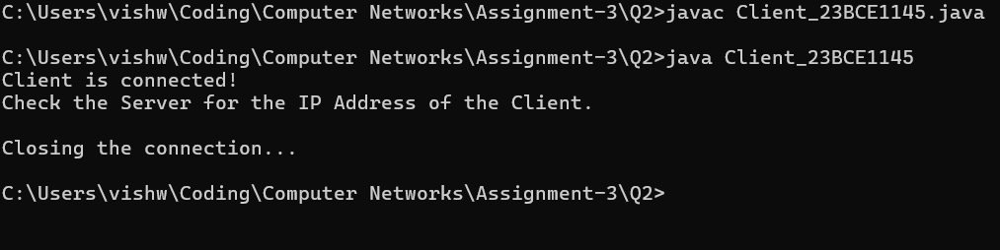 C:\Users\vishw\Coding\Computer Networks\Assignment-3\Q2>javac Client_23BCE1145.java
C:\Users\vishw\Coding\Computer Networks\Assignment-3\Q2>java Client_23BCE1145
Client is connected!
Check the Server for the IP Address of the Client.
Closing the connection...
C:\Users\vishw\Coding\Computer Networks\Assignment-3\Q2>